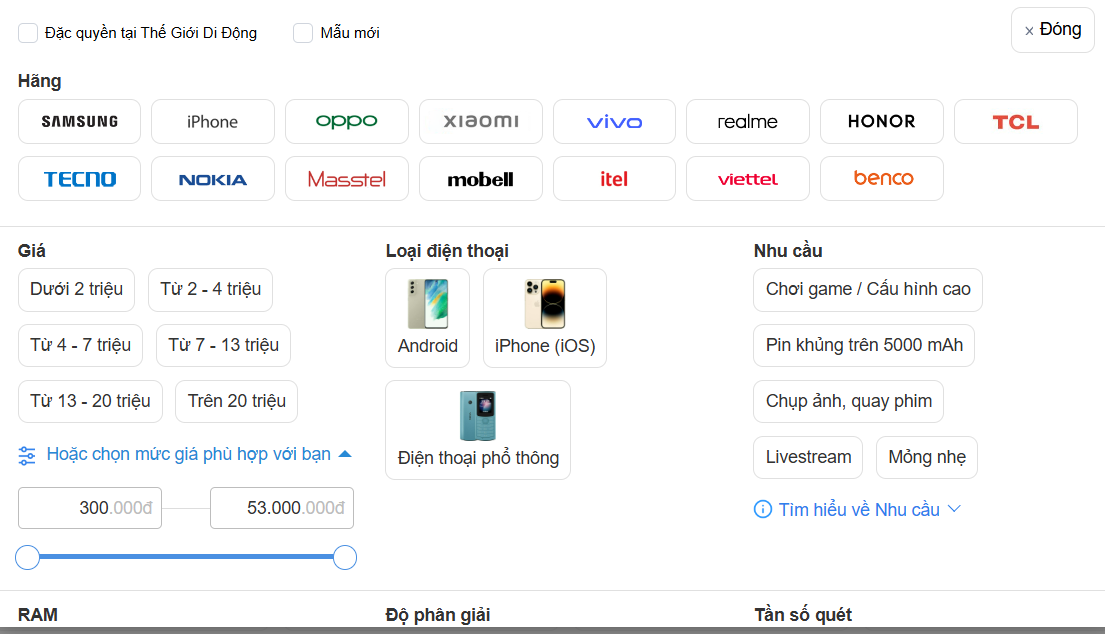 Đặc quyền tại Thế Giới Di Động Mẫu mới × Đóng
Hãng
SAMSUNG iPhone oppo xiaomi vivo realme HONOR TCL
TECNO NOKIA Masstel mobell itel viettel benco
Giá Loại điện thoại Nhu cầu
Dưới 2 triệu Từ 2 - 4 triệu Chơi game / Cấu hình cao
Android iPhone (iOS)
Từ 4 - 7 triệu Từ 7 - 13 triệu Pin khủng trên 5000 mAh
Từ 13 - 20 triệu Trên 20 triệu Chụp ảnh, quay phim
Hoặc chọn mức giá phù hợp với bạn Điện thoại phổ thông Livestream Mỏng nhẹ
300.000đ 53.000.000đ Tìm hiểu về Nhu cầu
RAM Độ phân giải Tần số quét